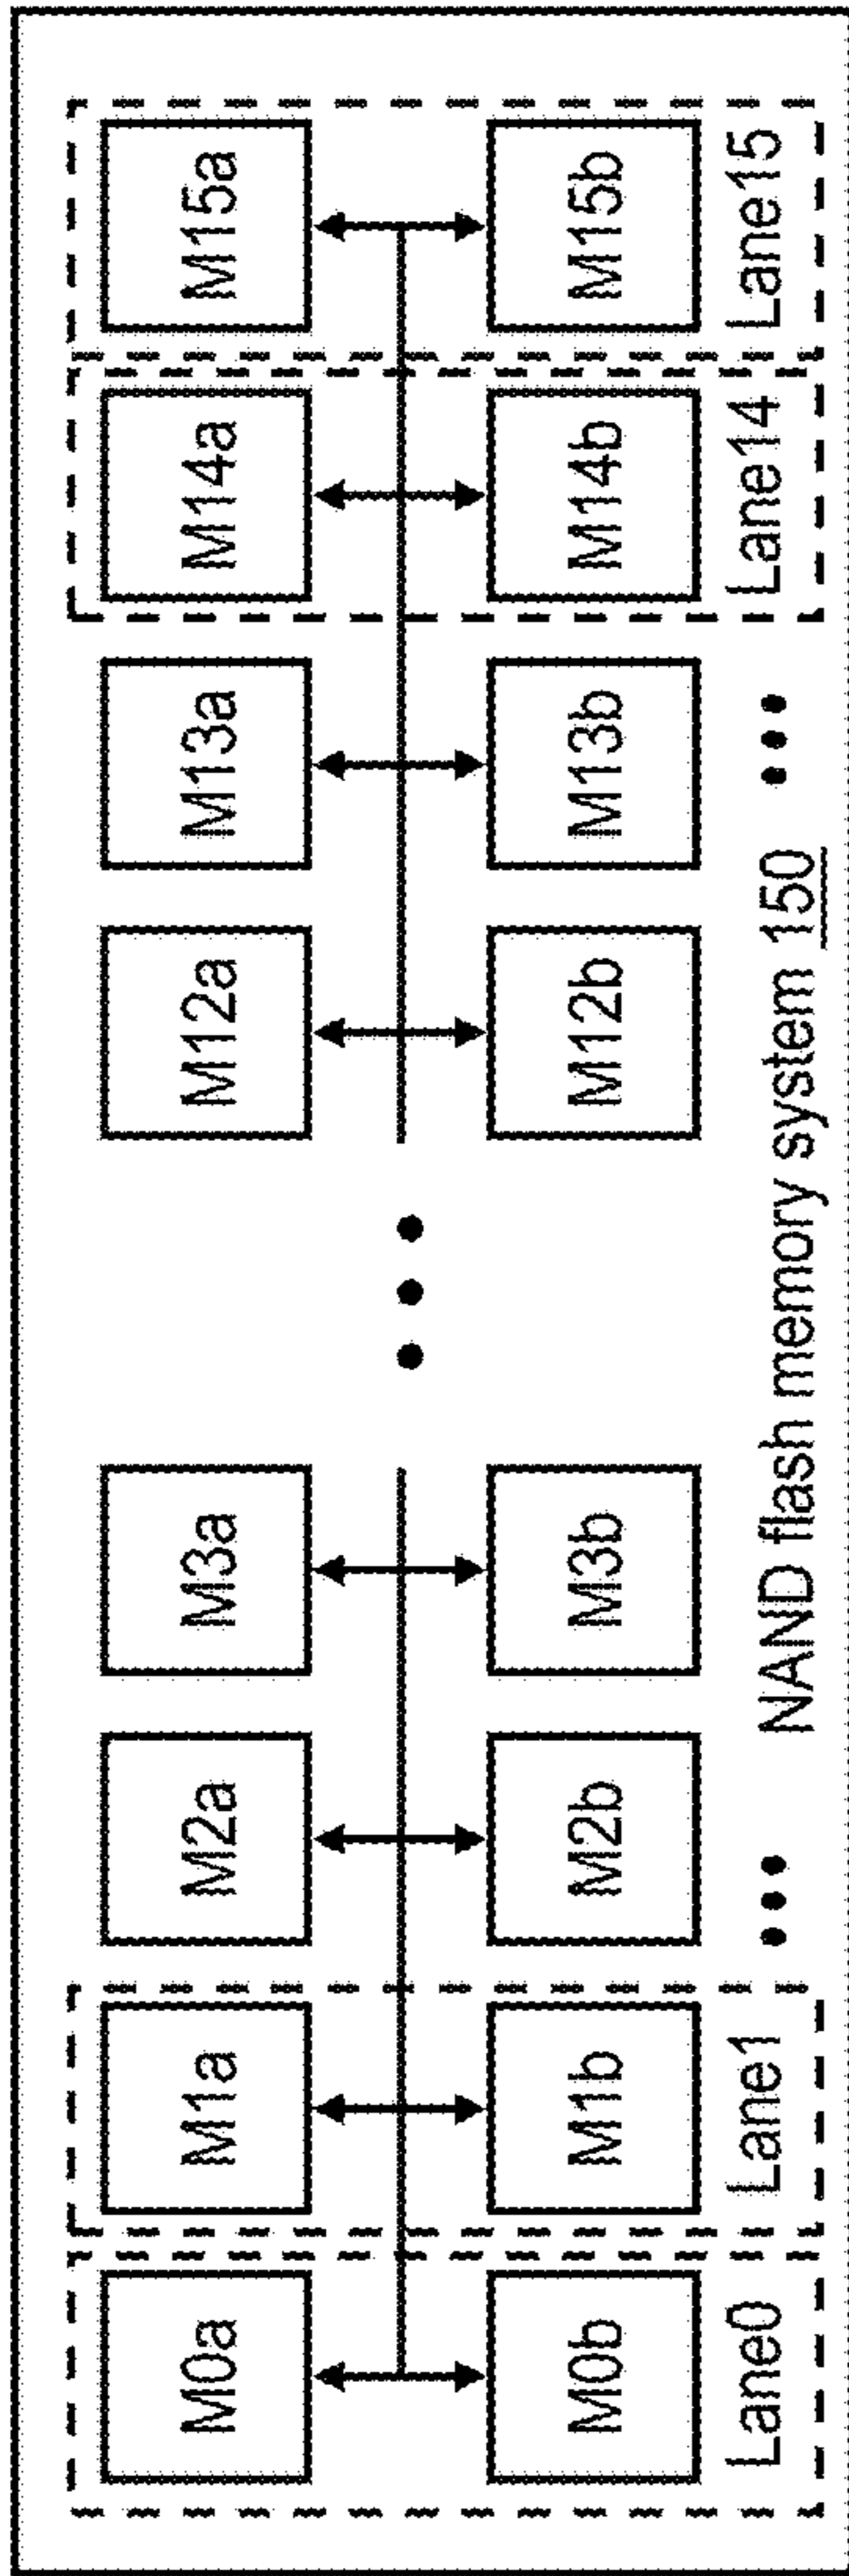 M0a M1a M2a M3a M12a M13a M14a M15a
M0b M1b M2b M3b M12b M13b M14b M15b
Lane0 Lane1 ••• ••• Lane14 Lane15
NAND flash memory system 150